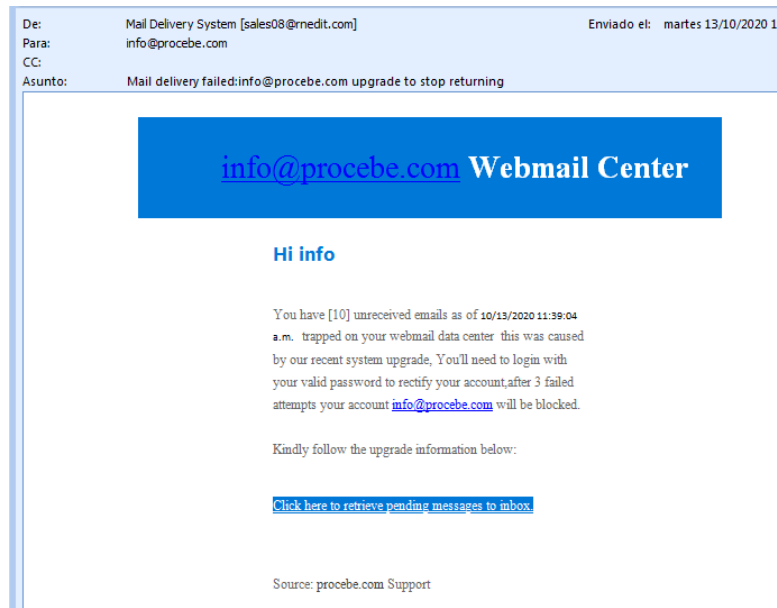 De: Mail Delivery System [sales08@rnedit.com] Enviado el: martes 13/10/2020 1
Para: info@procebe.com
CC:
Asunto: Mail delivery failed:info@procebe.com upgrade to stop returning
info@procebe.com Webmail Center
Hi info
You have [10] unreceived emails as of 10/13/2020 11:39:04
a.m. trapped on your webmail data center this was caused
by our recent system upgrade, You'll need to login with
your valid password to rectify your account,after 3 failed
attempts your account info@procebe.com will be blocked.
Kindly follow the upgrade information below:
Click here to retrieve pending messages to inbox.
Source: procebe.com Support